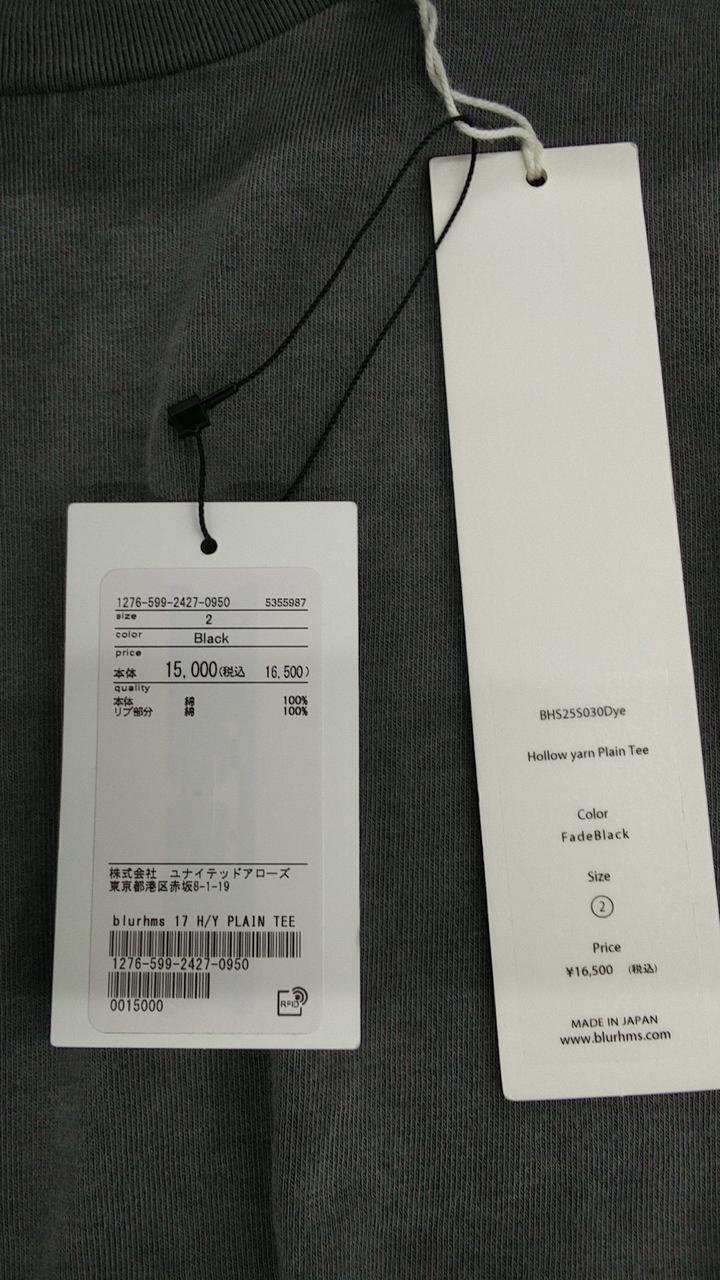 1276-599-2427-0950 5355987
size 2
color Black
price
本体 15,000(税込 16,500)
quality
本体 綿 100%
リブ部分 綿 100%
株式会社 ユナイテッドアローズ
東京都港区赤坂8-1-19
blurhms 17 H/Y PLAIN TEE
1276-599-2427-0950
0015000
RFID
BHS25S030Dye
Hollow yarn Plain Tee
Color
FadeBlack
Size
2
Price
¥16,500 (税込)
MADE IN JAPAN
www.blurhms.com